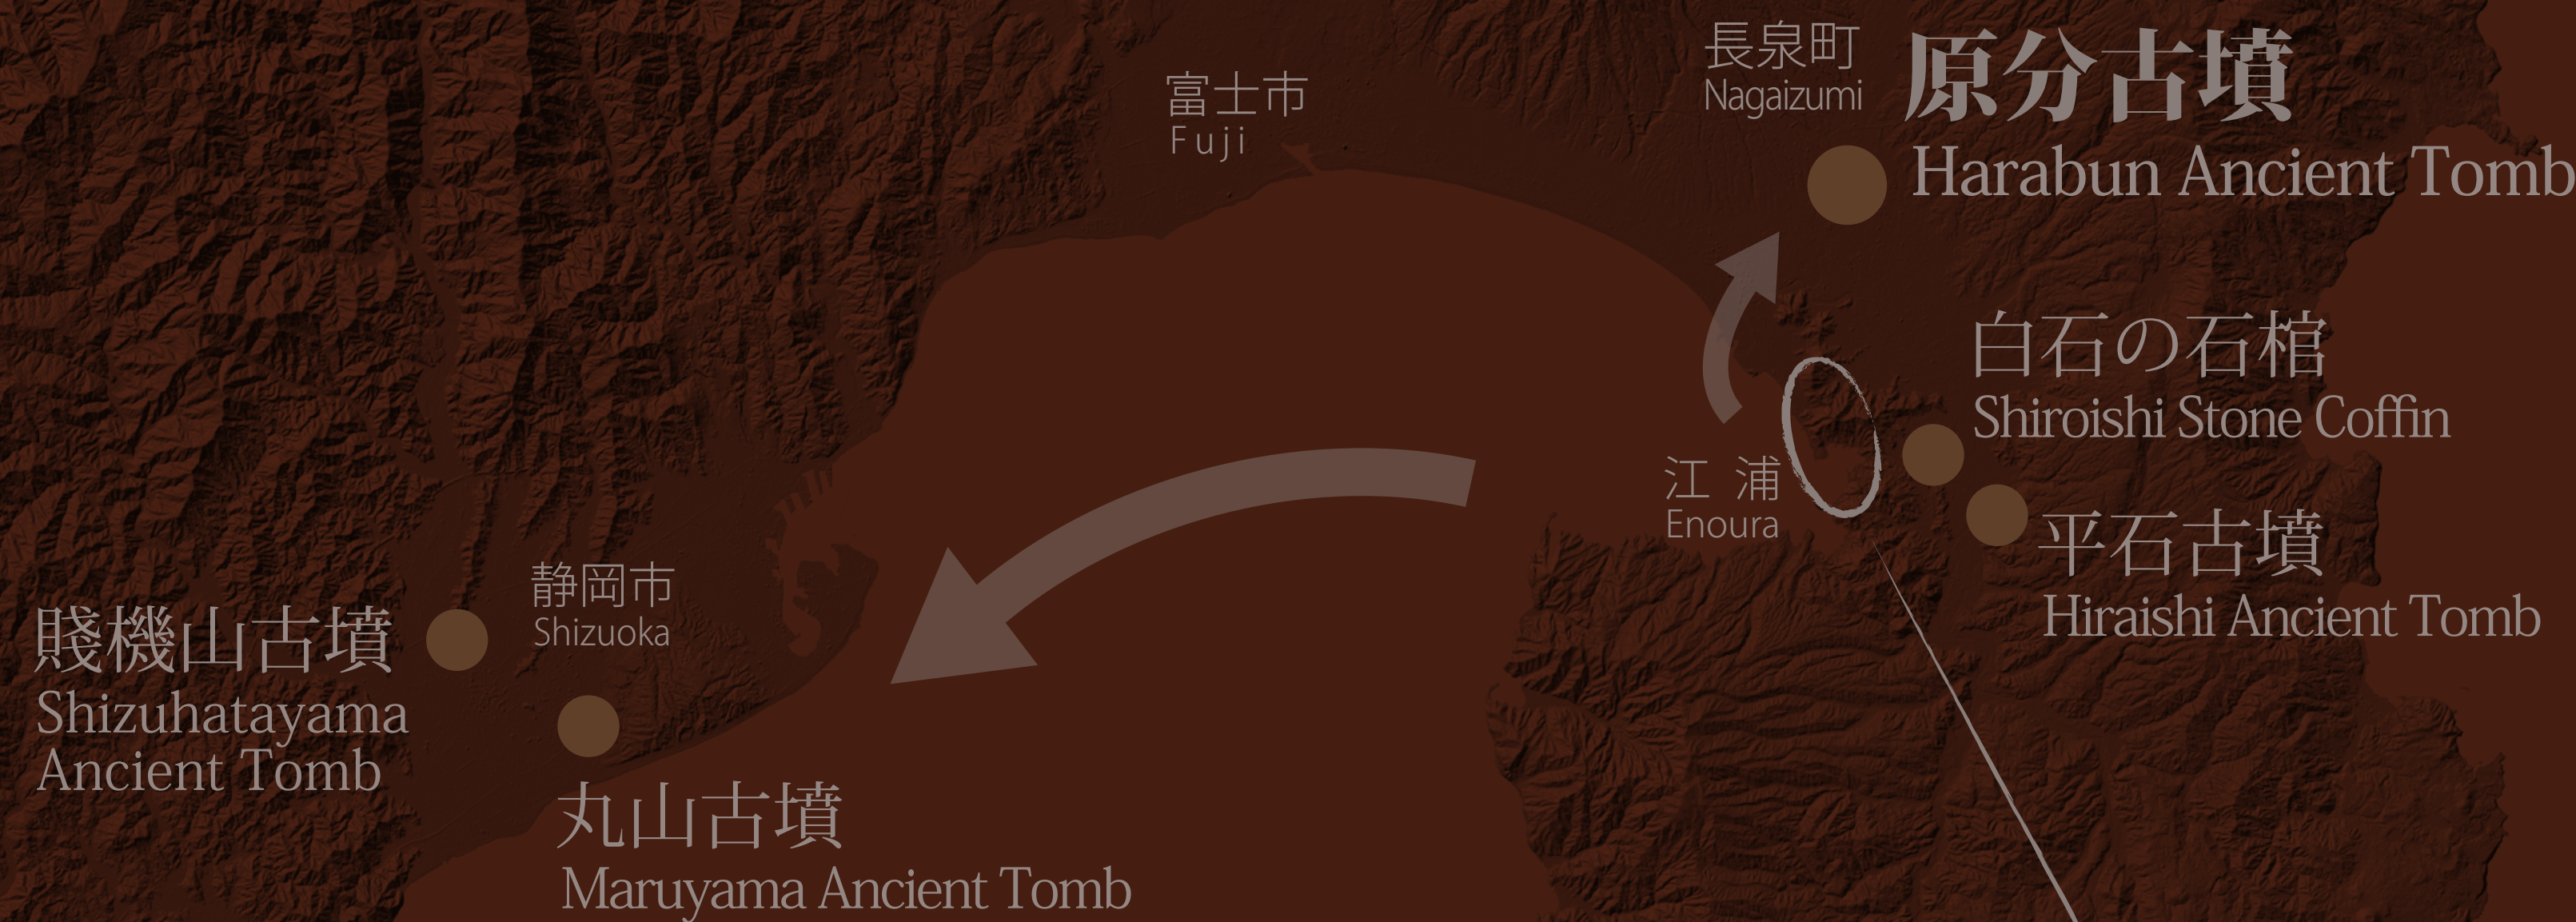 長泉町
Nagaizumi
原分古墳
Harabun Ancient Tomb
富士市
Fuji
白石の石棺
Shiroishi Stone Coffin
江浦
Enoura
平石古墳
Hiraishi Ancient Tomb
静岡市
Shizuoka
賤機山古墳
Shizuhatayama
Ancient Tomb
丸山古墳
Maruyama Ancient Tomb